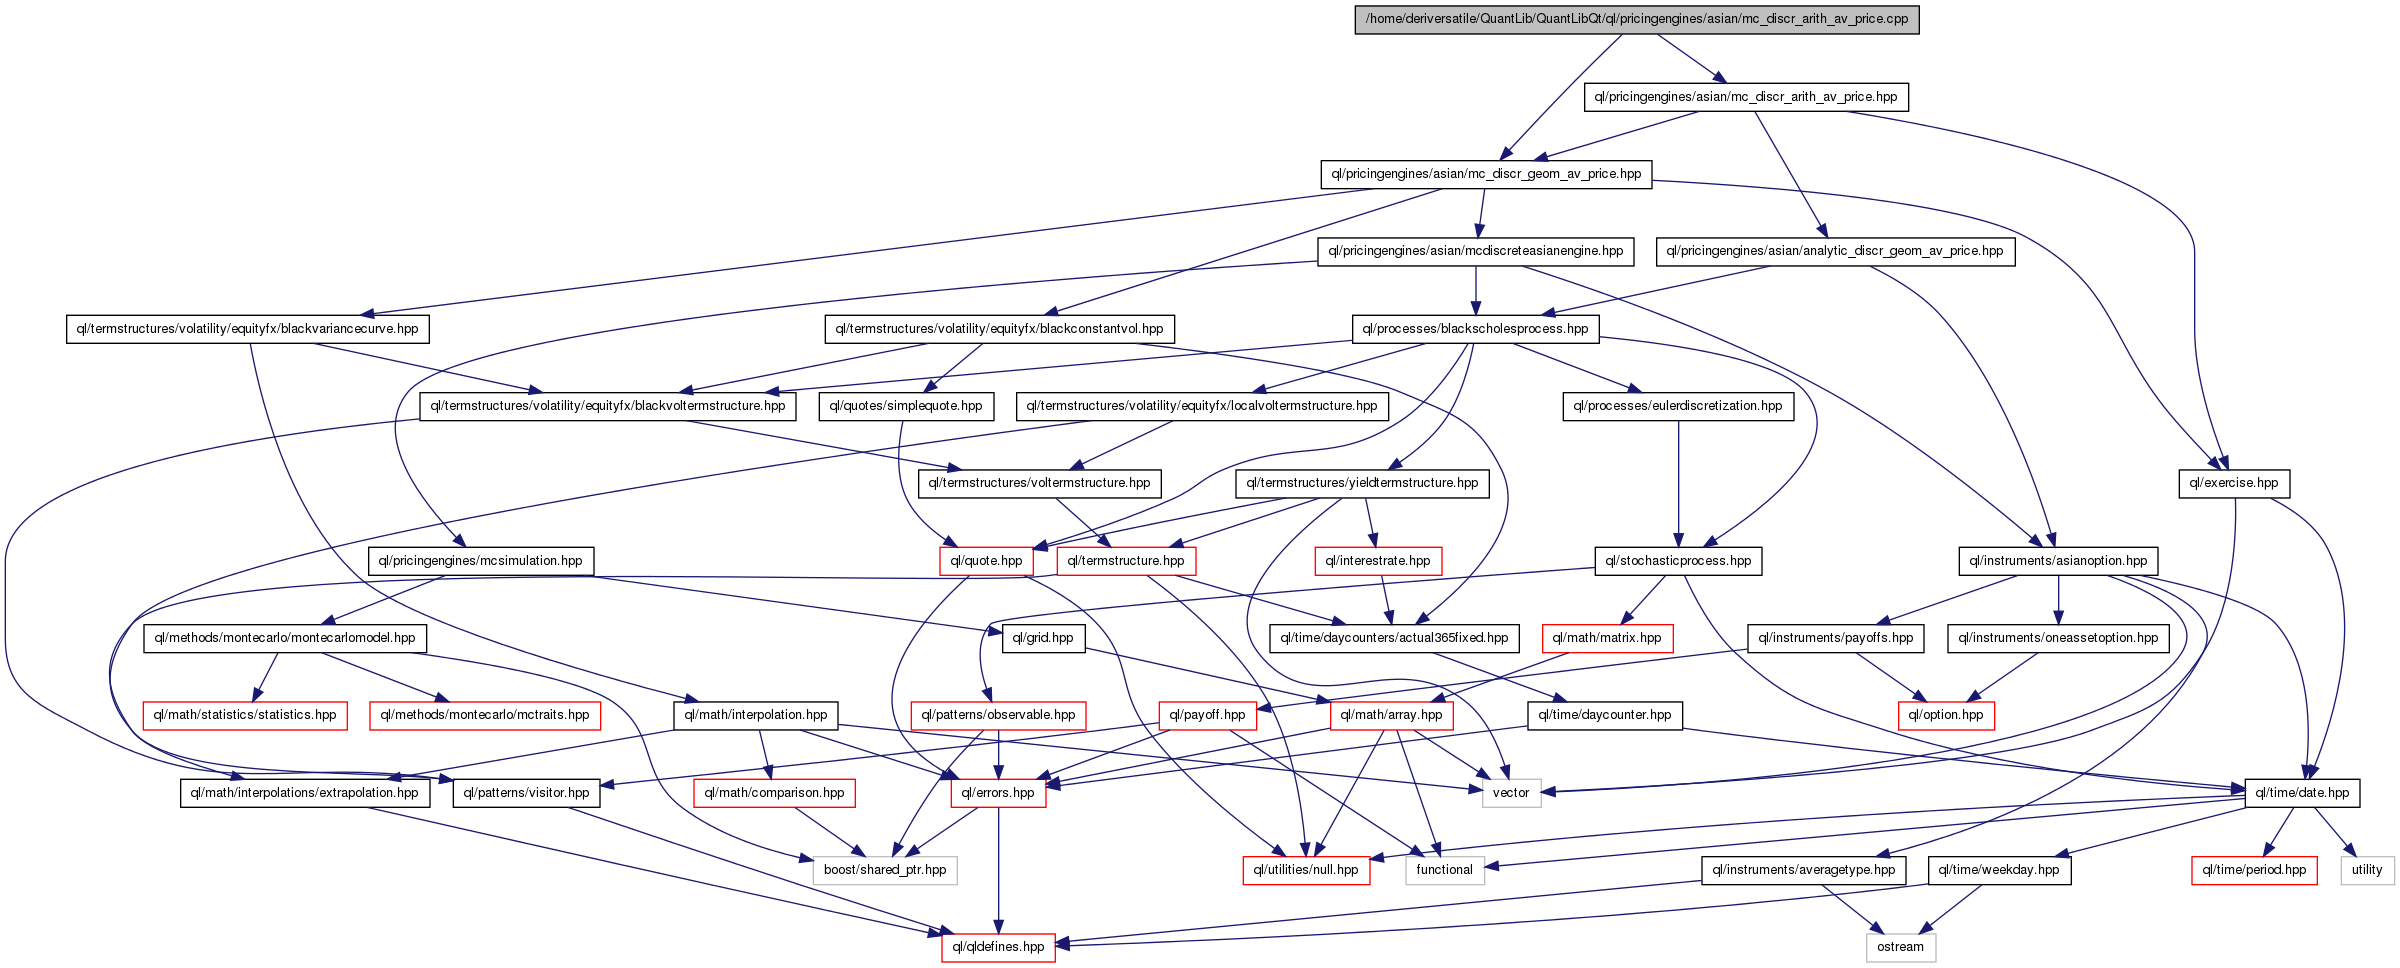 /home/deriversatile/QuantLib/QuantLibQt/ql/pricingengines/asian/mc_discr_arith_av_price.cpp
ql/pricingengines/asian/mc_discr_arith_av_price.hpp
ql/pricingengines/asian/mc_discr_geom_av_price.hpp
ql/pricingengines/asian/mcdiscreteasianengine.hpp
ql/pricingengines/asian/analytic_discr_geom_av_price.hpp
ql/termstructures/volatility/equityfx/blackvariancecurve.hpp
ql/termstructures/volatility/equityfx/blackconstantvol.hpp
ql/processes/blackscholesprocess.hpp
ql/termstructures/volatility/equityfx/blackvoltermstructure.hpp
ql/quotes/simplequote.hpp
ql/termstructures/volatility/equityfx/localvoltermstructure.hpp
ql/processes/eulerdiscretization.hpp
ql/termstructures/voltermstructure.hpp
ql/termstructures/yieldtermstructure.hpp
ql/exercise.hpp
ql/pricingengines/mcsimulation.hpp
ql/quote.hpp
ql/termstructure.hpp
ql/interestrate.hpp
ql/stochasticprocess.hpp
ql/instruments/asianoption.hpp
ql/methods/montecarlo/montecarlomodel.hpp
ql/grid.hpp
ql/time/daycounters/actual365fixed.hpp
ql/math/matrix.hpp
ql/instruments/payoffs.hpp
ql/instruments/oneassetoption.hpp
ql/math/statistics/statistics.hpp
ql/methods/montecarlo/mctraits.hpp
ql/math/interpolation.hpp
ql/patterns/observable.hpp
ql/payoff.hpp
ql/math/array.hpp
ql/time/daycounter.hpp
ql/option.hpp
ql/math/interpolations/extrapolation.hpp
ql/patterns/visitor.hpp
ql/math/comparison.hpp
ql/errors.hpp
vector
ql/time/date.hpp
boost/shared_ptr.hpp
ql/utilities/null.hpp
functional
ql/instruments/averagetype.hpp
ql/time/weekday.hpp
ql/time/period.hpp
utility
ql/qldefines.hpp
ostream